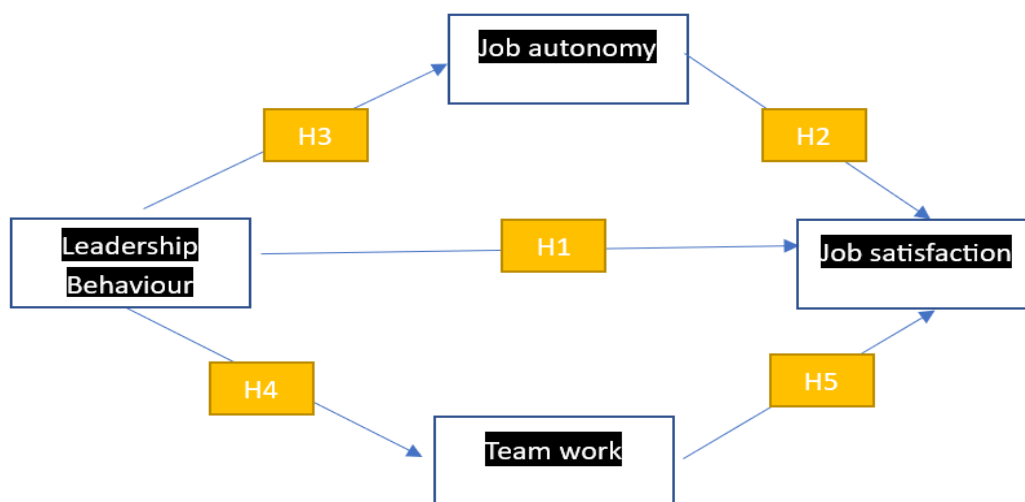 Job autonomy
H3
H2
Leadership
Behaviour
H1
Job satisfaction
H4
H5
Team work